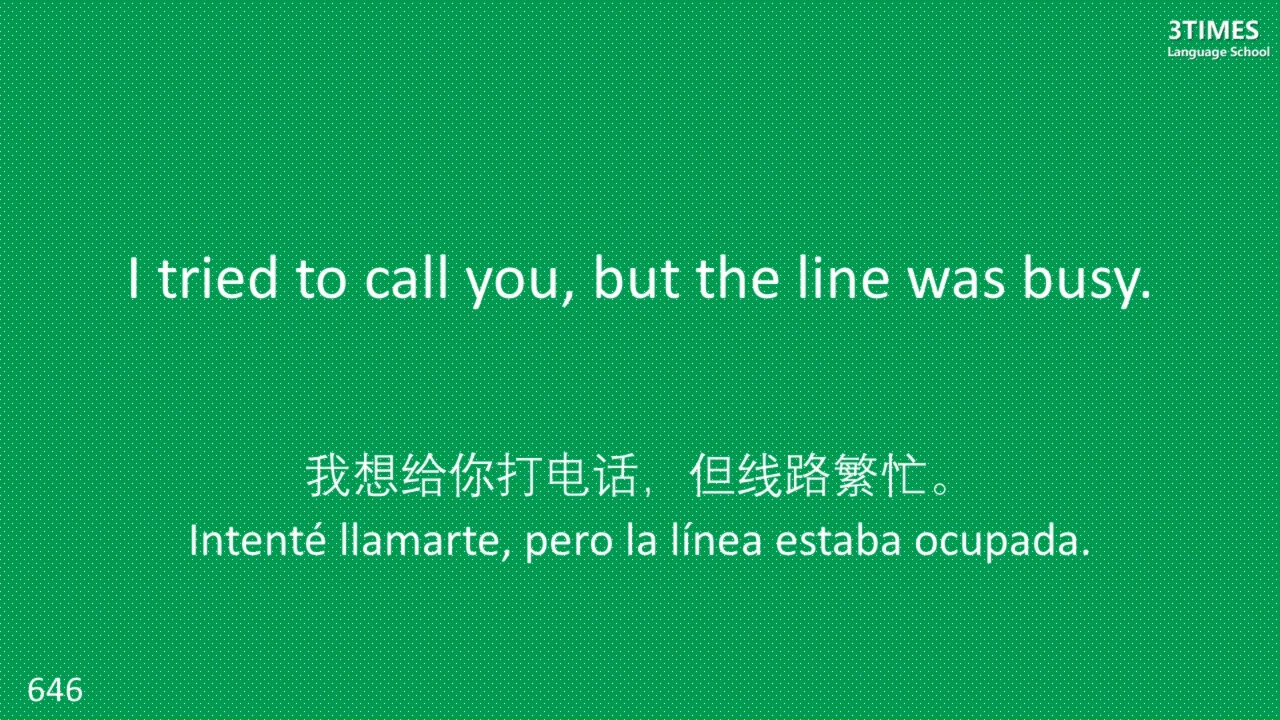 3TIMES
Language School
I tried to call you, but the line was busy.
我想给你打电话，但线路繁忙。
Intenté llamarte, pero la línea estaba ocupada.
646